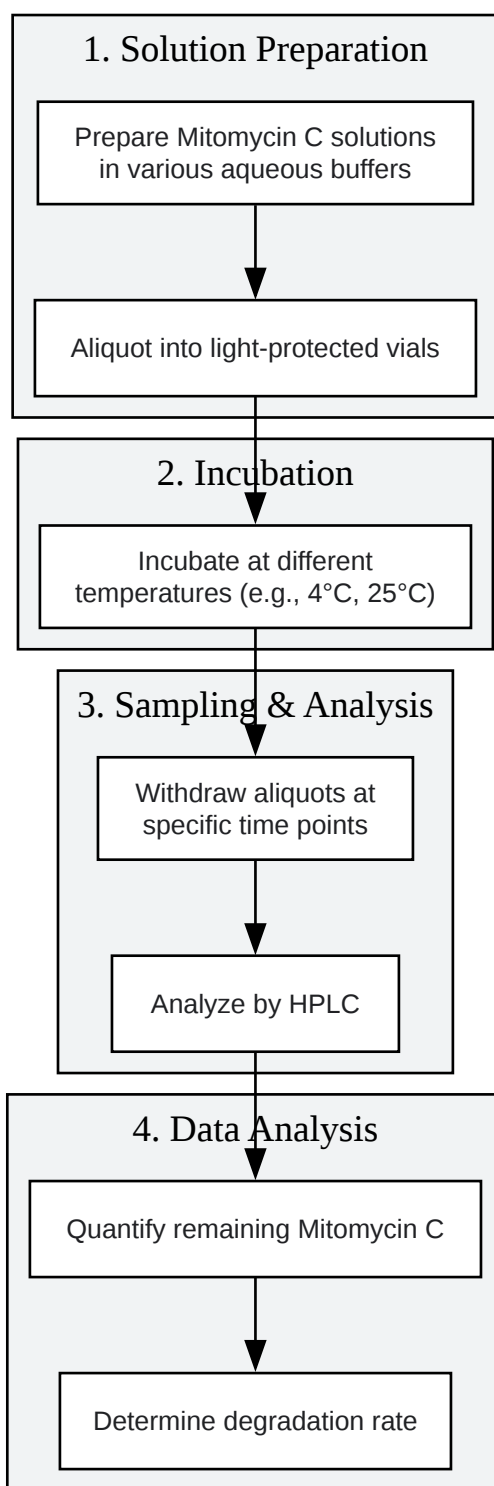 1. Solution Preparation
Prepare Mitomycin C solutions
in various aqueous buffers
Aliquot into light-protected vials
2. Incubation
Incubate at different
temperatures (e.g., 4°C, 25°C)
3. Sampling & Analysis
Withdraw aliquots at
specific time points
Analyze by HPLC
4. Data Analysis
Quantify remaining Mitomycin C
Determine degradation rate